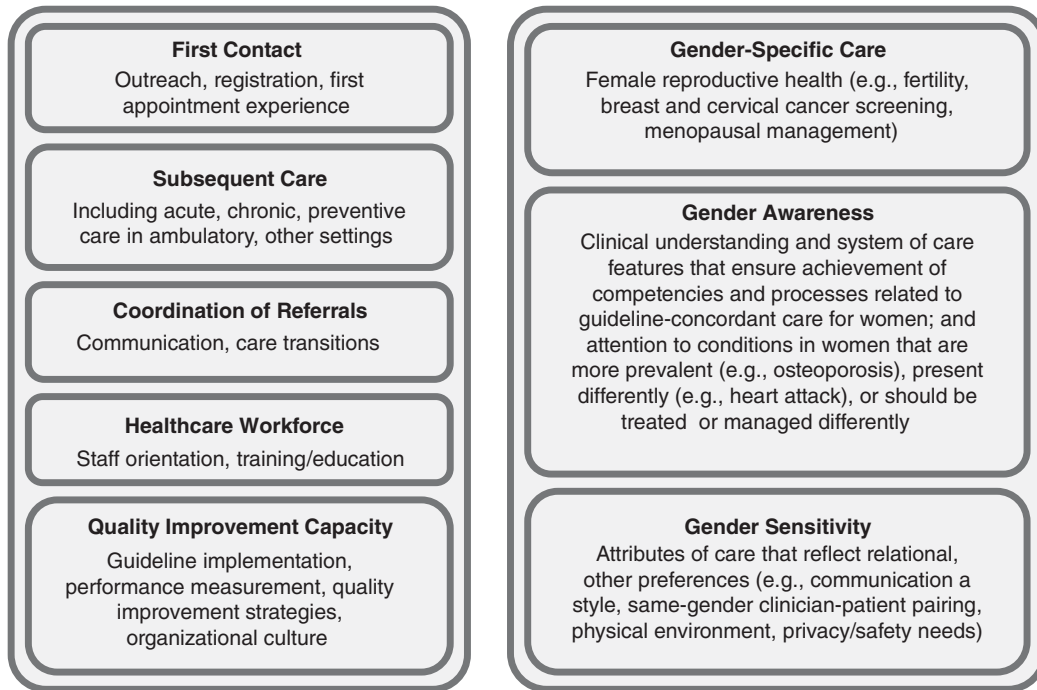 First Contact
Outreach, registration, first
appointment experience
Subsequent Care
Including acute, chronic, preventive
care in ambulatory, other settings
Coordination of Referrals
Communication, care transitions
Healthcare Workforce
Staff orientation, training/education
Quality Improvement Capacity
Guideline implementation,
performance measurement, quality
improvement strategies,
organizational culture
Gender-Specific Care
Female reproductive health (e.g., fertility,
breast and cervical cancer screening,
menopausal management)
Gender Awareness
Clinical understanding and system of care
features that ensure achievement of
competencies and processes related to
guideline-concordant care for women; and
attention to conditions in women that are
more prevalent (e.g., osteoporosis), present
differently (e.g., heart attack), or should be
treated or managed differently
Gender Sensitivity
Attributes of care that reflect relational,
other preferences (e.g., communication a
style, same-gender clinician-patient pairing,
physical environment, privacy/safety needs)